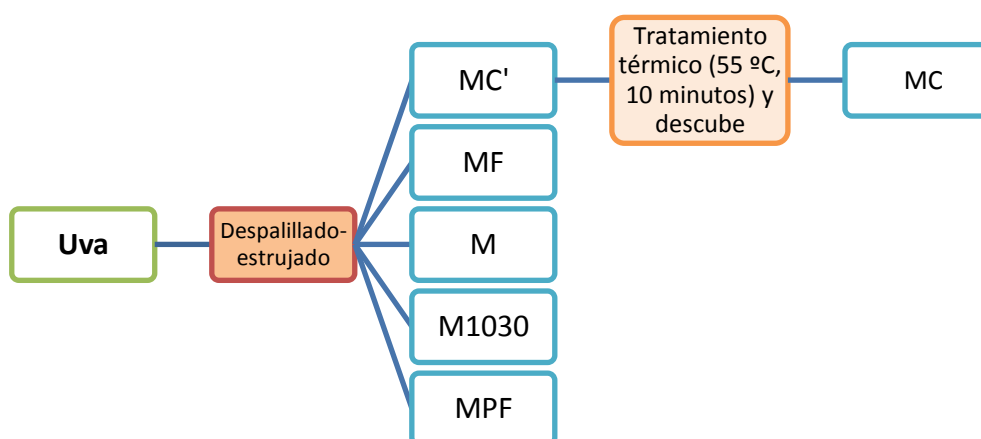 Uva
Despalillado-
estrujado
MC'
MF
M
M1030
MPF
Tratamiento
térmico (55 ºC,
10 minutos) y
descube
MC